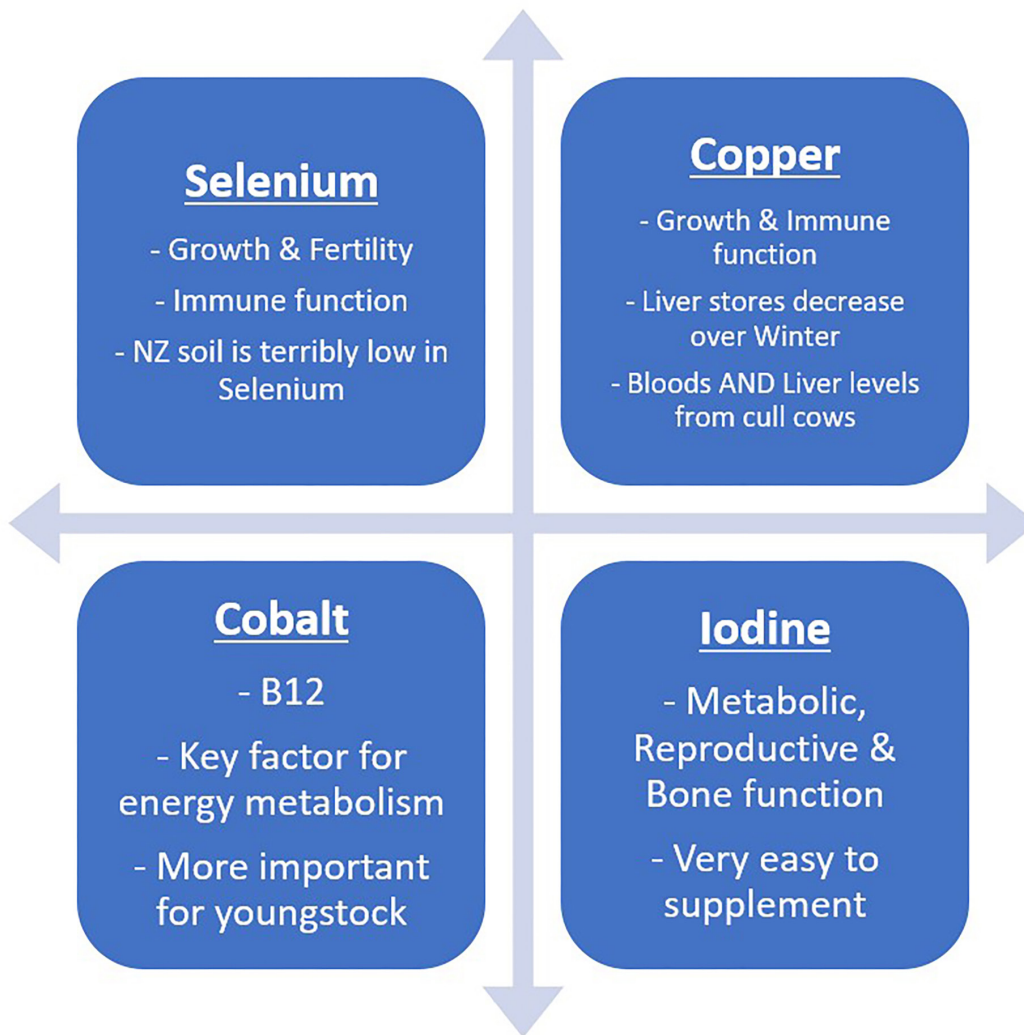 Selenium
- Growth & Fertility
- Immune function
- NZ soil is terribly low in
Selenium
Copper
- Growth & Immune
function
- Liver stores decrease
over Winter
- Bloods AND Liver levels
from cull cows
Cobalt
- B12
- Key factor for
energy metabolism
- More important
for youngstock
Iodine
- Metabolic,
Reproductive &
Bone function
- Very easy to
supplement